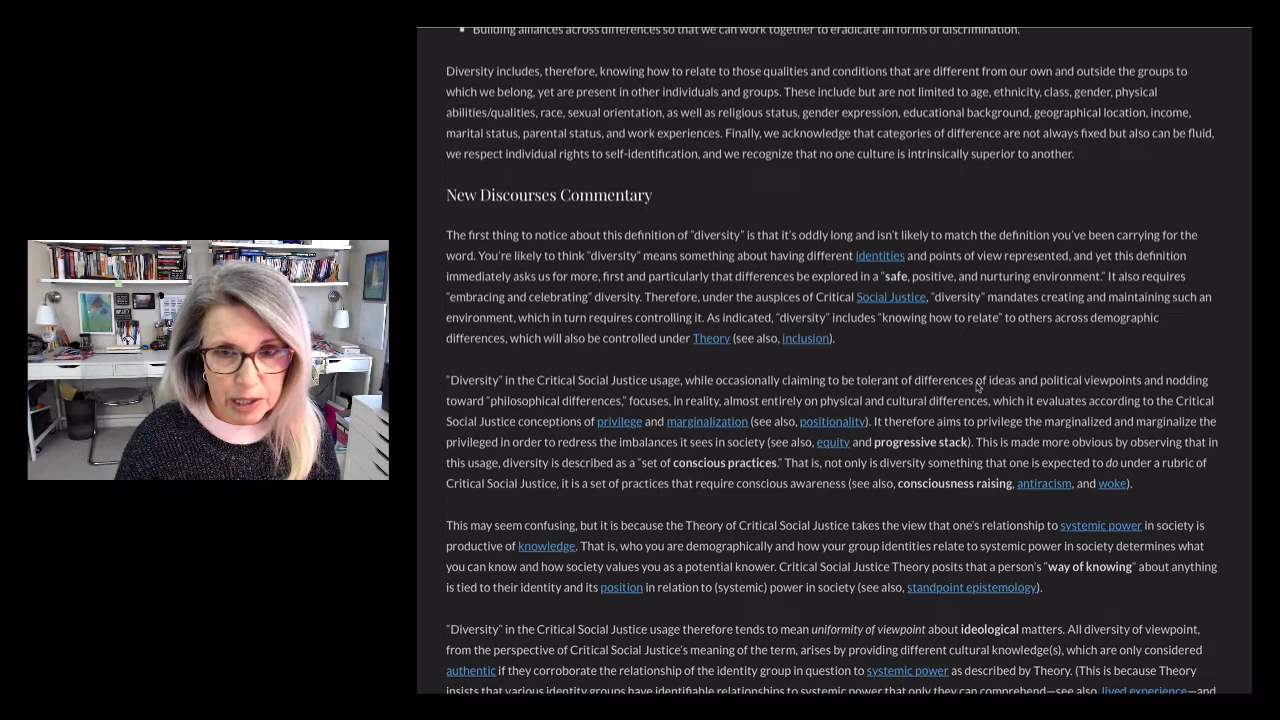 Building alliances across differences so that we can work together to eradicate all forms of discrimination.
Diversity includes, therefore, knowing how to relate to those qualities and conditions that are different from our own and outside the groups to
which we belong, yet are present in other individuals and groups. These include but are not limited to age, ethnicity, class, gender, physical
abilities/qualities, race, sexual orientation, as well as religious status, gender expression, educational background, geographical location, income,
marital status, parental status, and work experiences. Finally, we acknowledge that categories of difference are not always fixed but also can be fluid,
we respect individual rights to self-identification, and we recognize that no one culture is intrinsically superior to another.
New Discourses Commentary
The first thing to notice about this definition of “diversity” is that it’s oddly long and isn’t likely to match the definition you’ve been carrying for the
word. You’re likely to think “diversity” means something about having different identities and points of view represented, and yet this definition
immediately asks us for more, first and particularly that differences be explored in a “safe, positive, and nurturing environment.” It also requires
“embracing and celebrating” diversity. Therefore, under the auspices of Critical Social Justice, “diversity” mandates creating and maintaining such an
environment, which in turn requires controlling it. As indicated, “diversity” includes “knowing how to relate” to others across demographic
differences, which will also be controlled under Theory (see also, inclusion).
“Diversity” in the Critical Social Justice usage, while occasionally claiming to be tolerant of differences of ideas and political viewpoints and nodding
toward “philosophical differences,” focuses, in reality, almost entirely on physical and cultural differences, which it evaluates according to the Critical
Social Justice conceptions of privilege and marginalization (see also, positionality). It therefore aims to privilege the marginalized and marginalize the
privileged in order to redress the imbalances it sees in society (see also, equity and progressive stack). This is made more obvious by observing that in
this usage, diversity is described as a “set of conscious practices.” That is, not only is diversity something that one is expected to do under a rubric of
Critical Social Justice, it is a set of practices that require conscious awareness (see also, consciousness raising, antiracism, and woke).
This may seem confusing, but it is because the Theory of Critical Social Justice takes the view that one’s relationship to systemic power in society is
productive of knowledge. That is, who you are demographically and how your group identities relate to systemic power in society determines what
you can know and how society values you as a potential knower. Critical Social Justice Theory posits that a person’s “way of knowing” about anything
is tied to their identity and its position in relation to (systemic) power in society (see also, standpoint epistemology).
“Diversity” in the Critical Social Justice usage therefore tends to mean uniformity of viewpoint about ideological matters. All diversity of viewpoint,
from the perspective of Critical Social Justice’s meaning of the term, arises by providing different cultural knowledge(s), which are only considered
authentic if they corroborate the relationship of the identity group in question to systemic power as described by Theory. (This is because Theory
insists that various identity groups have identifiable relationships to systemic power that only they can comprehend—see also, lived experience—and